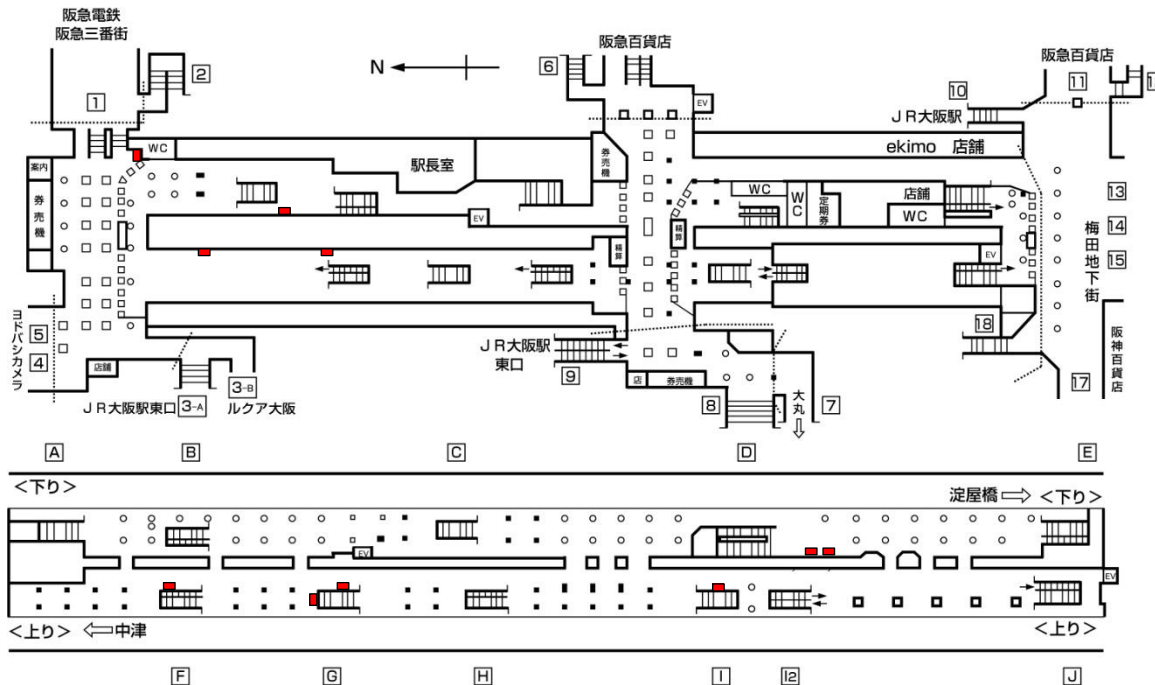 阪急電鉄
阪急三番街
2
1
N
6
阪急百貨店
EV
10
JR大阪駅
阪急百貨店
11
案内
券売機
WC
駅長室
EV
券売機
精算
精算
ekimo 店舗
WC
WC
定期券
店舗
WC
EV
13
14
15
梅田地下街
ヨドバシカメラ
5
4
店舗
JR大阪駅東口
3-A
3-B
ルクア大阪
JR大阪駅
東口
9
店
券売機
8
大丸
7
18
17
阪神百貨店
A
B
C
D
E
<下り>
淀屋橋
<下り>
EV
EV
<上り>
中津
<上り>
F
G
H
I
I2
J